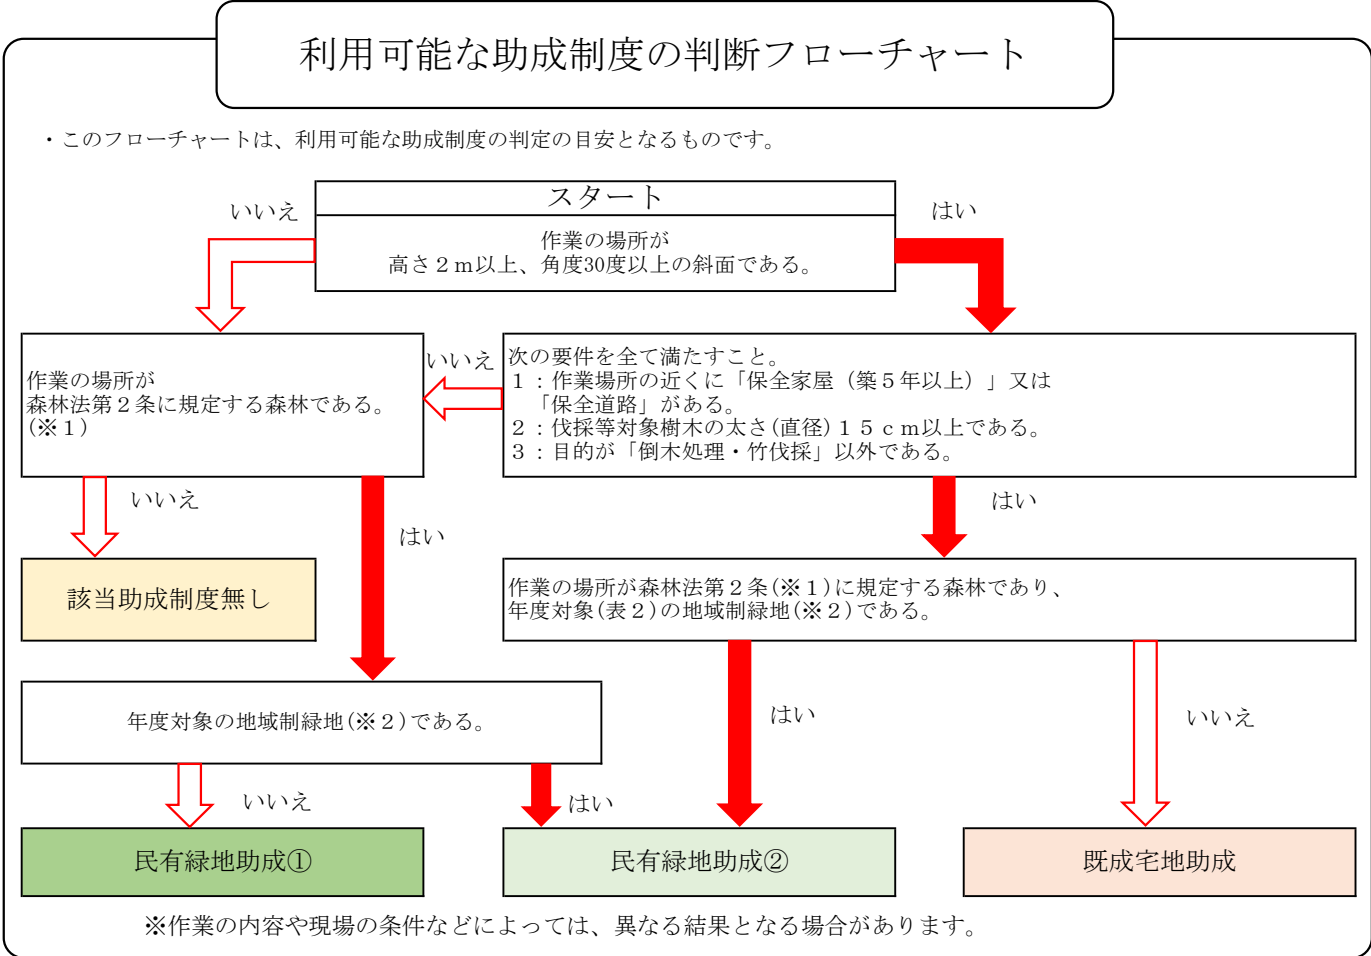 利用可能な助成制度の判断フローチャート
・このフローチャートは、利用可能な助成制度の判定の目安となるものです。
スタート
いいえ
はい
作業の場所が
高さ２ｍ以上、角度30度以上の斜面である。
作業の場所が
森林法第２条に規定する森林である。
(※１)
いいえ
次の要件を全て満たすこと。
１：作業場所の近くに「保全家屋（築５年以上）」又は
「保全道路」がある。
２：伐採等対象樹木の太さ(直径)１５ｃｍ以上である。
３：目的が「倒木処理・竹伐採」以外である。
いいえ
はい
はい
該当助成制度無し
作業の場所が森林法第２条(※１)に規定する森林であり、
年度対象(表２)の地域制緑地(※２)である。
年度対象の地域制緑地(※２)である。
はい
いいえ
いいえ
はい
民有緑地助成①
民有緑地助成②
既成宅地助成
※作業の内容や現場の条件などによっては、異なる結果となる場合があります。